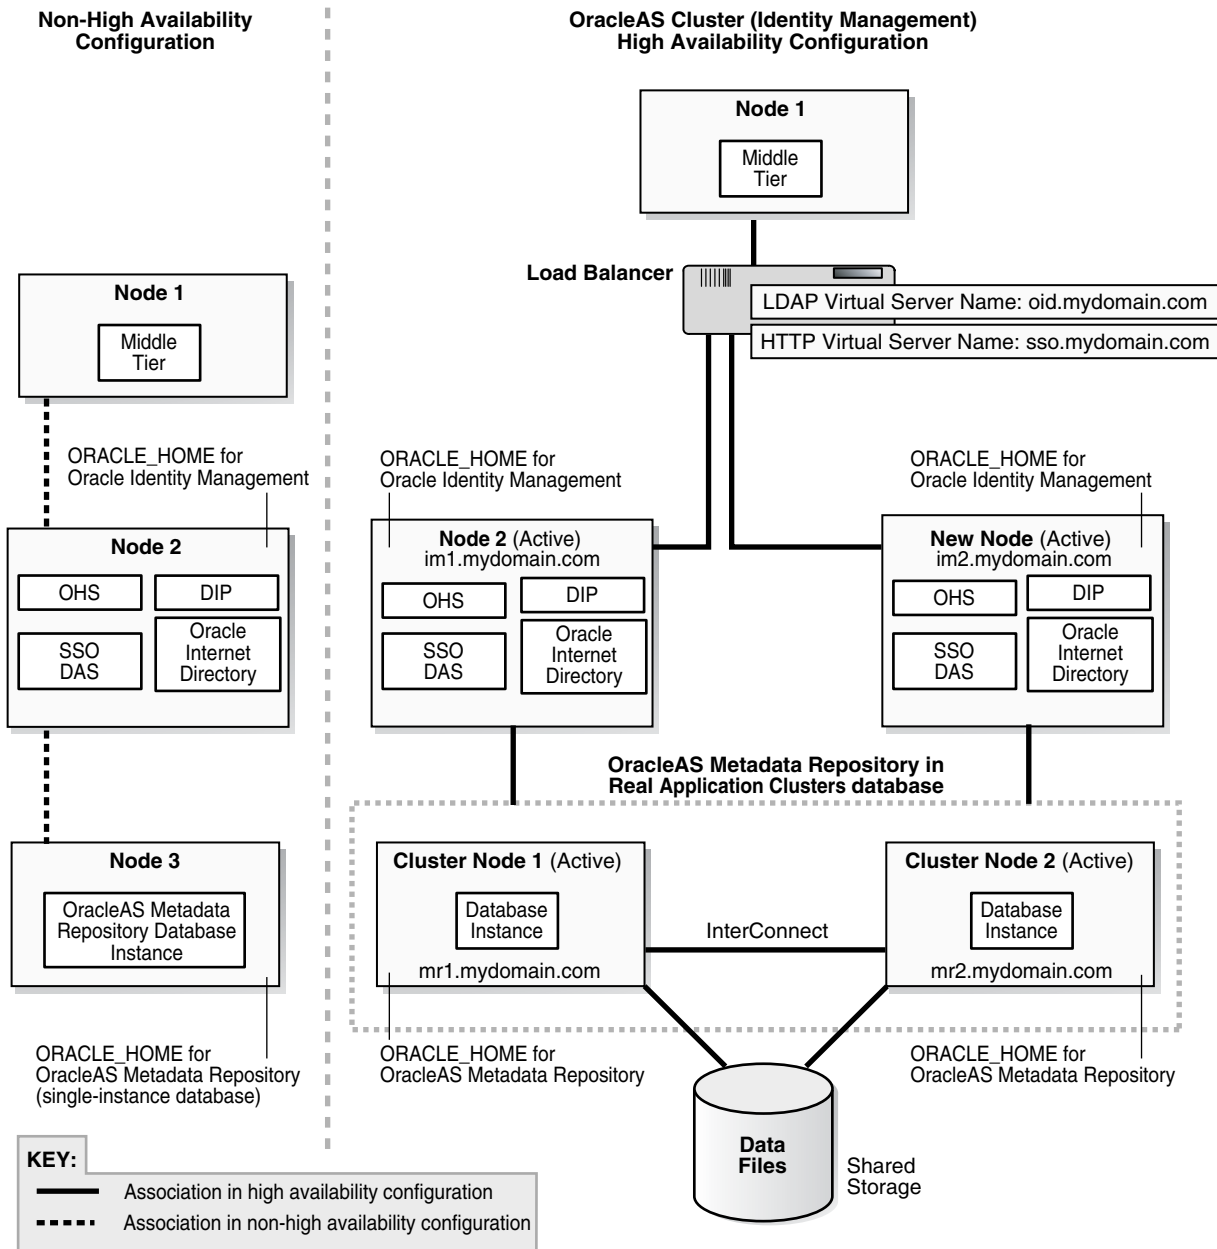 Non-High Availability
Configuration
Node 1
Middle
Tier
ORACLE_HOME for
Oracle Identity Management
Node 2
OHS
DIP
SSO
DAS
Oracle
Internet
Directory
Node 3
OracleAS Metadata
Repository Database
Instance
ORACLE_HOME for
OracleAS Metadata Repository
(single-instance database)
OracleAS Cluster (Identity Management)
High Availability Configuration
Node 1
Middle
Tier
Load Balancer
LDAP Virtual Server Name: oid.mydomain.com
HTTP Virtual Server Name: sso.mydomain.com
ORACLE_HOME for
Oracle Identity Management
Node 2 (Active)
im1.mydomain.com
OHS
DIP
SSO
DAS
Oracle
Internet
Directory
ORACLE_HOME for
Oracle Identity Management
New Node (Active)
im2.mydomain.com
OHS
DIP
SSO
DAS
Oracle
Internet
Directory
OracleAS Metadata Repository in
Real Application Clusters database
Cluster Node 1 (Active)
Database
Instance
mr1.mydomain.com
InterConnect
Cluster Node 2 (Active)
Database
Instance
mr2.mydomain.com
ORACLE_HOME for
OracleAS Metadata Repository
ORACLE_HOME for
OracleAS Metadata Repository
Data
Files
Shared
Storage
KEY:
Association in high availability configuration
Association in non-high availability configuration